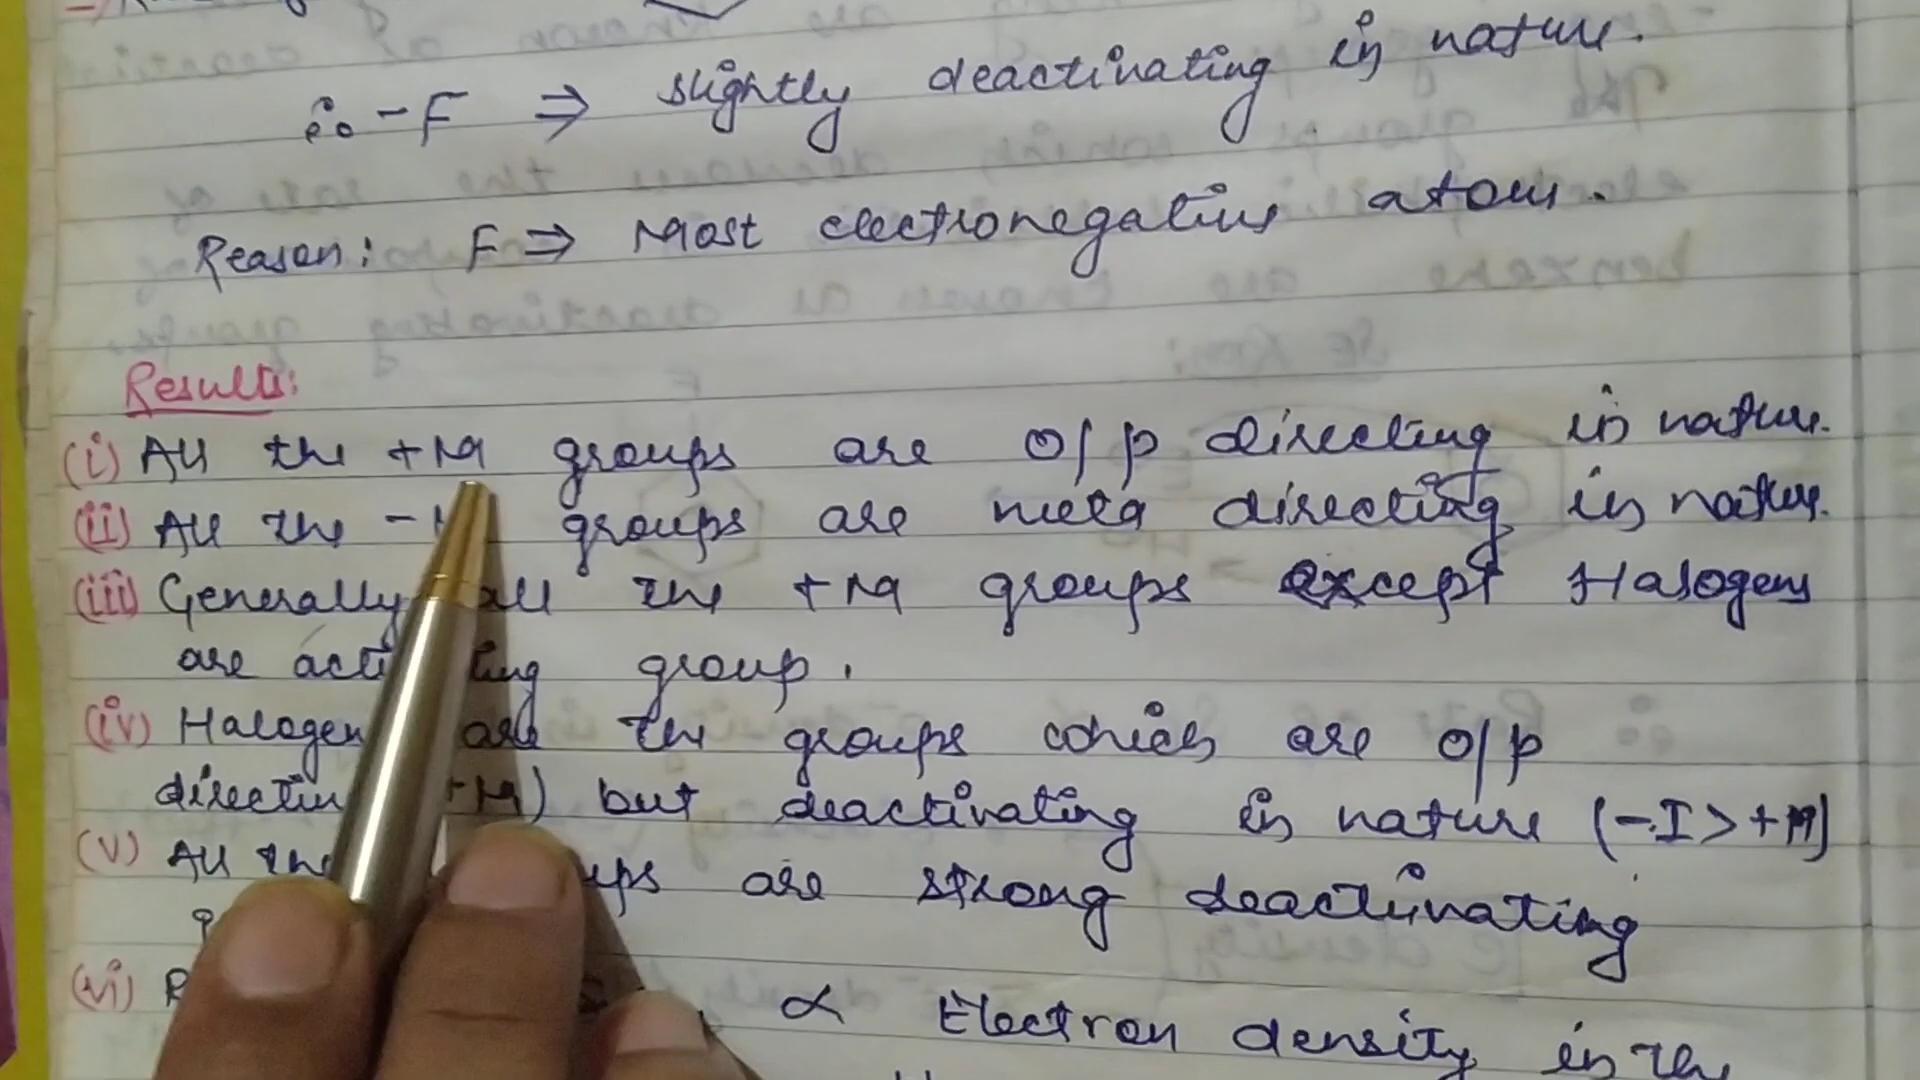 ∴ -F ⇒ slightly deactivating in nature.
Reason: F ⇒ Most electronegative atom.
Results:
(i) All the +M groups are o/p directing in nature.
(ii) All the - groups are meta directing in nature.
(iii) Generally all the +M groups except Halogens
are group.
(iv) are the groups which are o/p
+M) but deactivating in nature (-I > +M)
(v) All are strong deactivating
(vi) ∝ Electron density in the